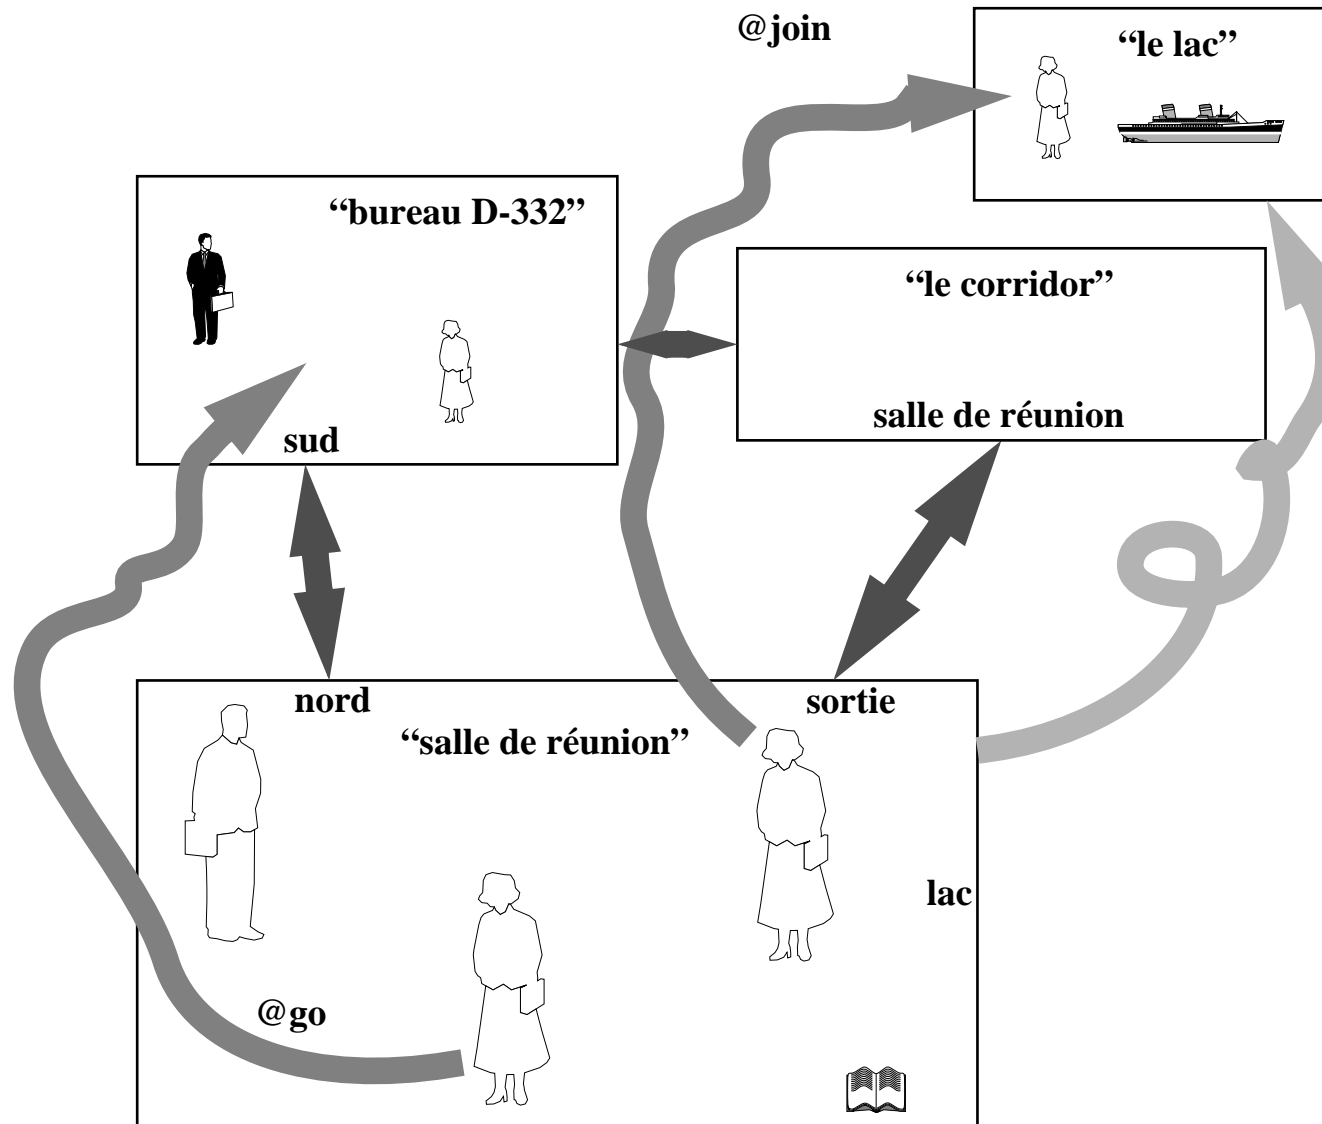 @join
“le lac”
“bureau D-332”
“le corridor”
salle de réunion
sud
nord
sortie
“salle de réunion”
lac
@go